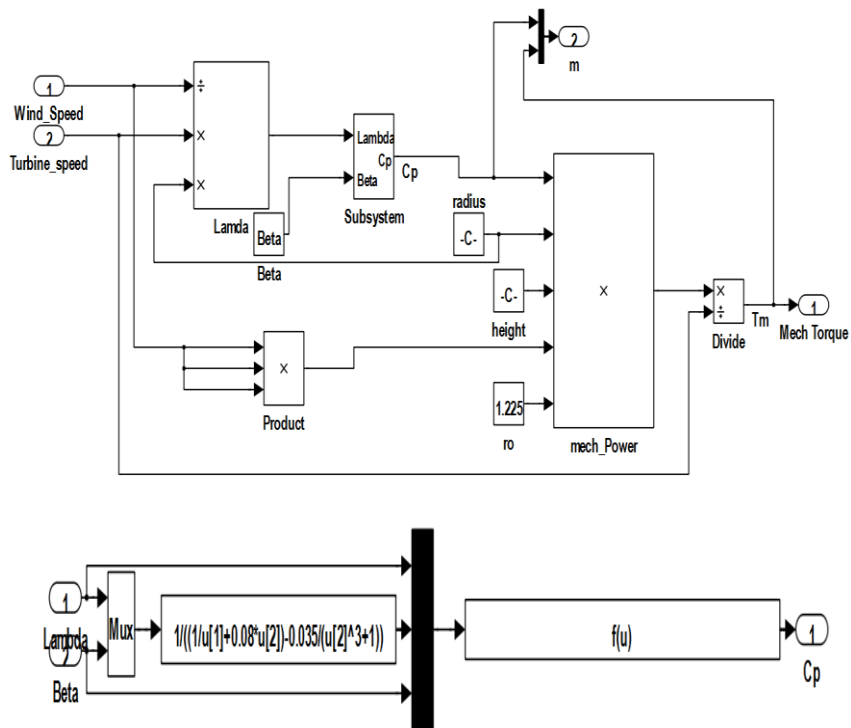 2
m
1
Wind_Speed
2
Turbine_speed
÷
×
×
Lamda
Lambda
Cp
Beta
Subsystem
Cp
Beta
Beta
radius
-C-
-C-
height
×
mech_Power
×
÷
Divide
Tm
1
Mech Torque
×
Product
1.225
ro
1
Lambda
2
Beta
Mux
1/((1/u[1]+0.08*u[2])-0.035/(u[2]^3+1))
f(u)
1
Cp